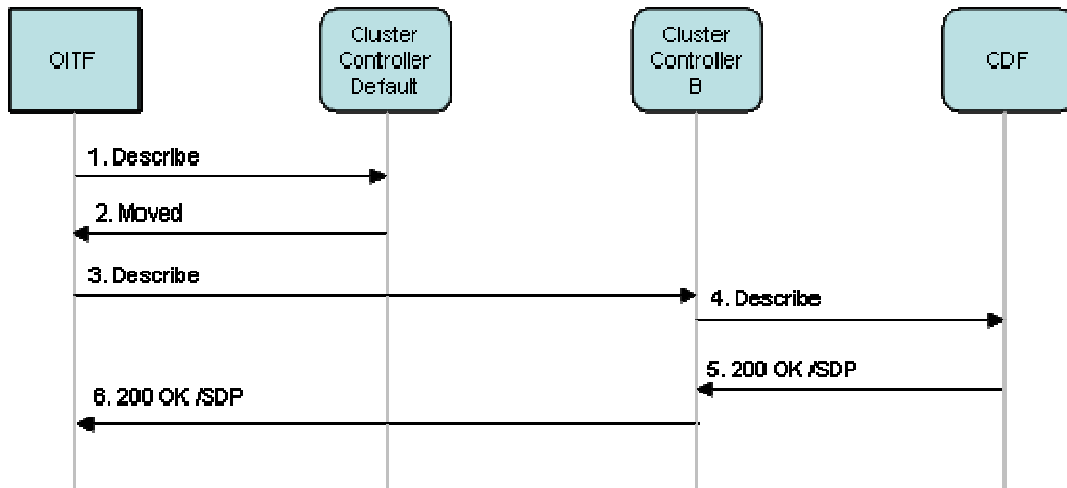 OITF
Cluster
Controller
Default
Cluster
Controller
B
CDF
1. Describe
2. Moved
3. Describe
4. Describe
5. 200 OK /SDP
6. 200 OK /SDP